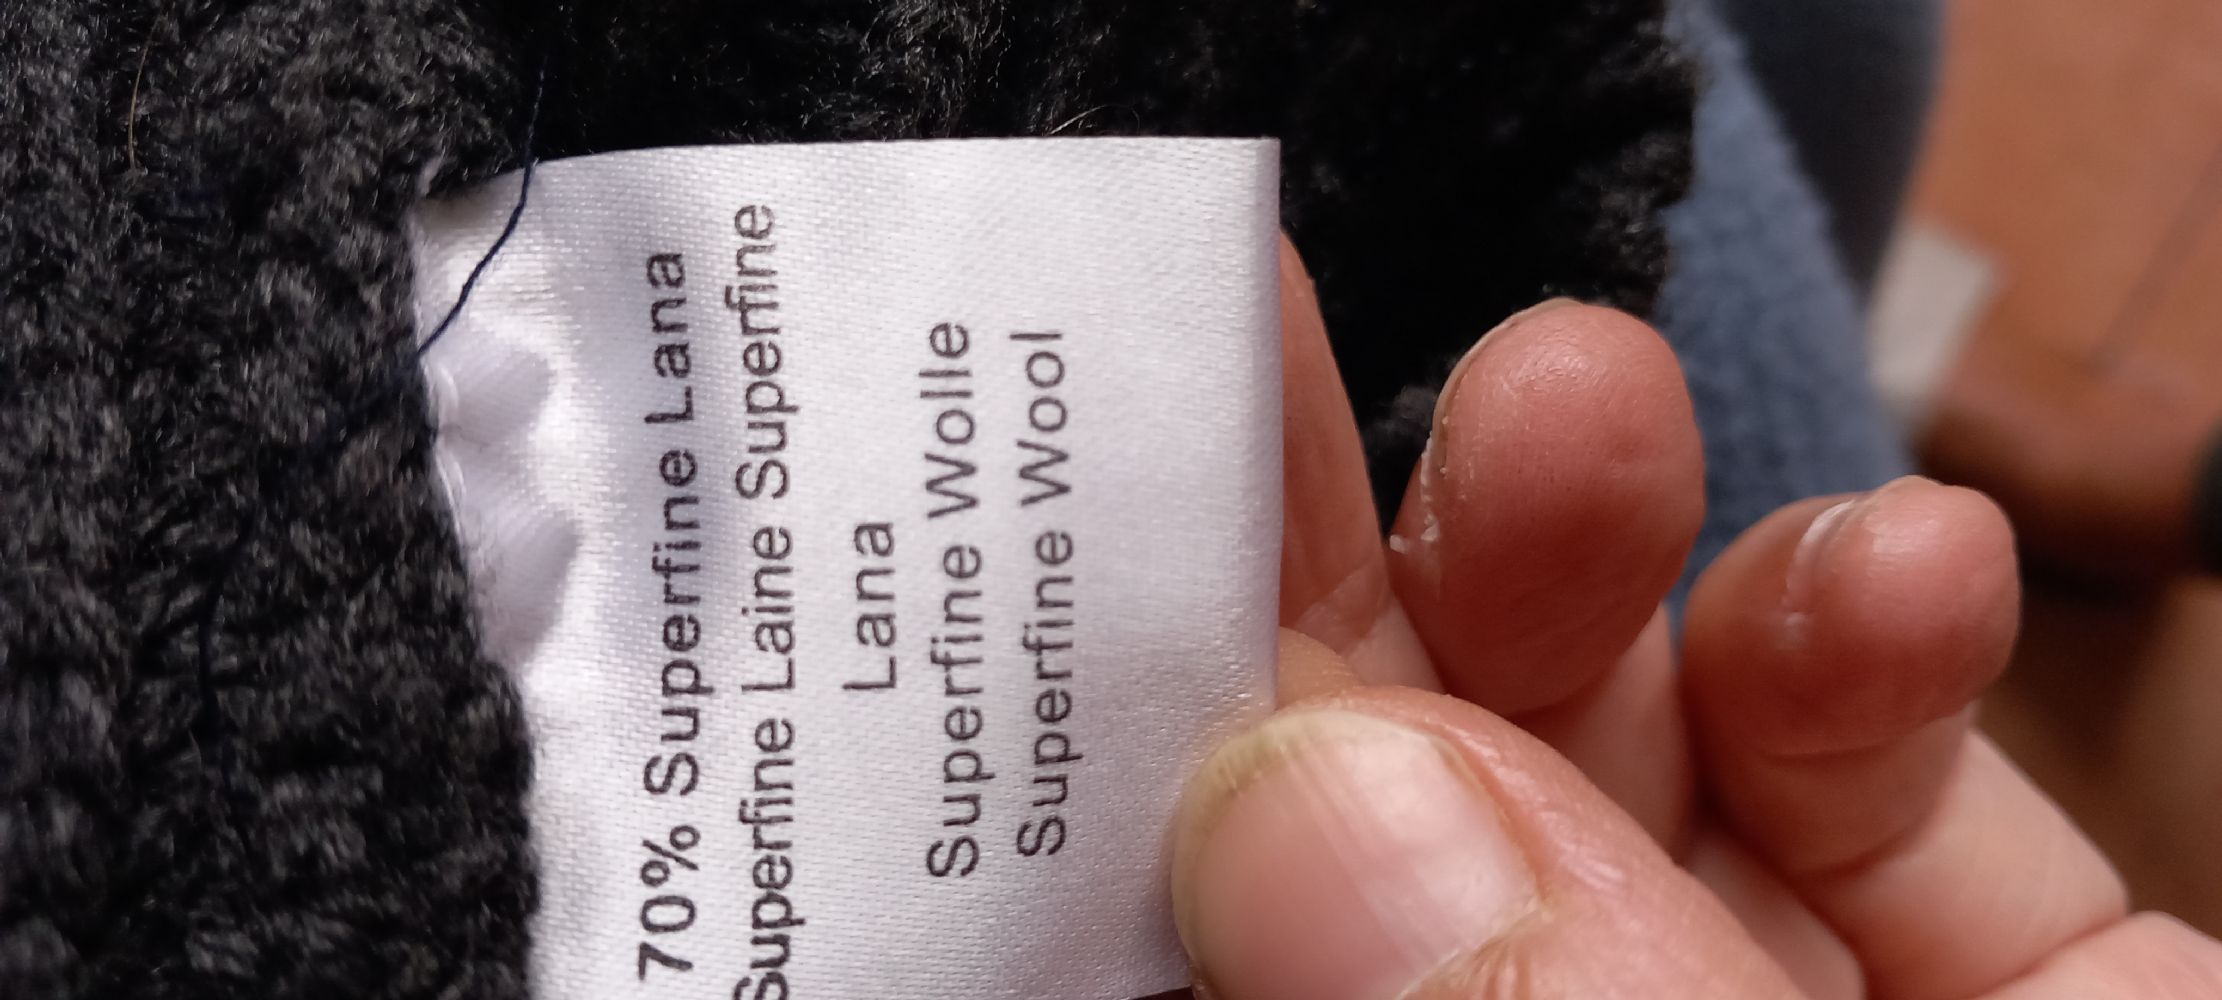 70% Superfine Lana
Superfine Laine Superfine
Lana
Superfine Wolle
Superfine Wool